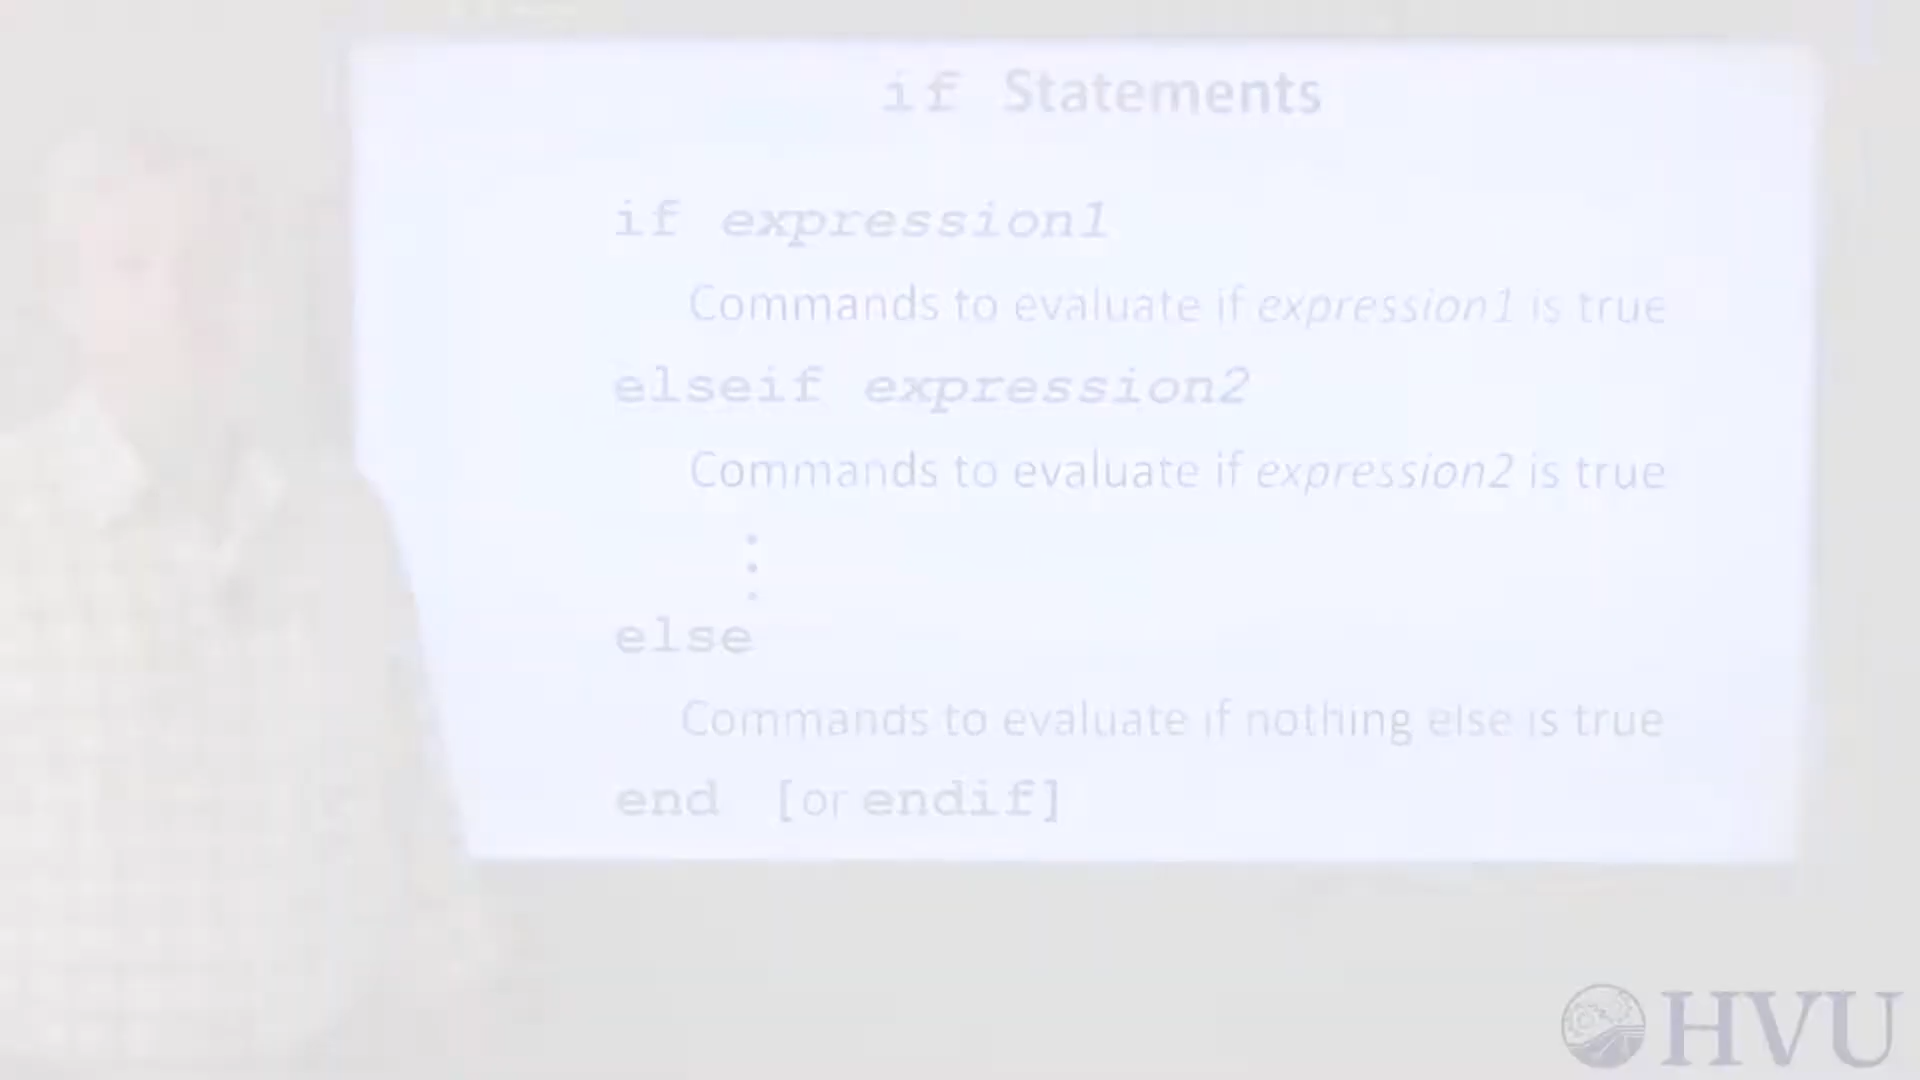 if Statements
if expression1
Commands to evaluate if expression1 is true
elseif expression2
Commands to evaluate if expression2 is true
⋮
else
Commands to evaluate if nothing else is true
end [or endif]
HVU